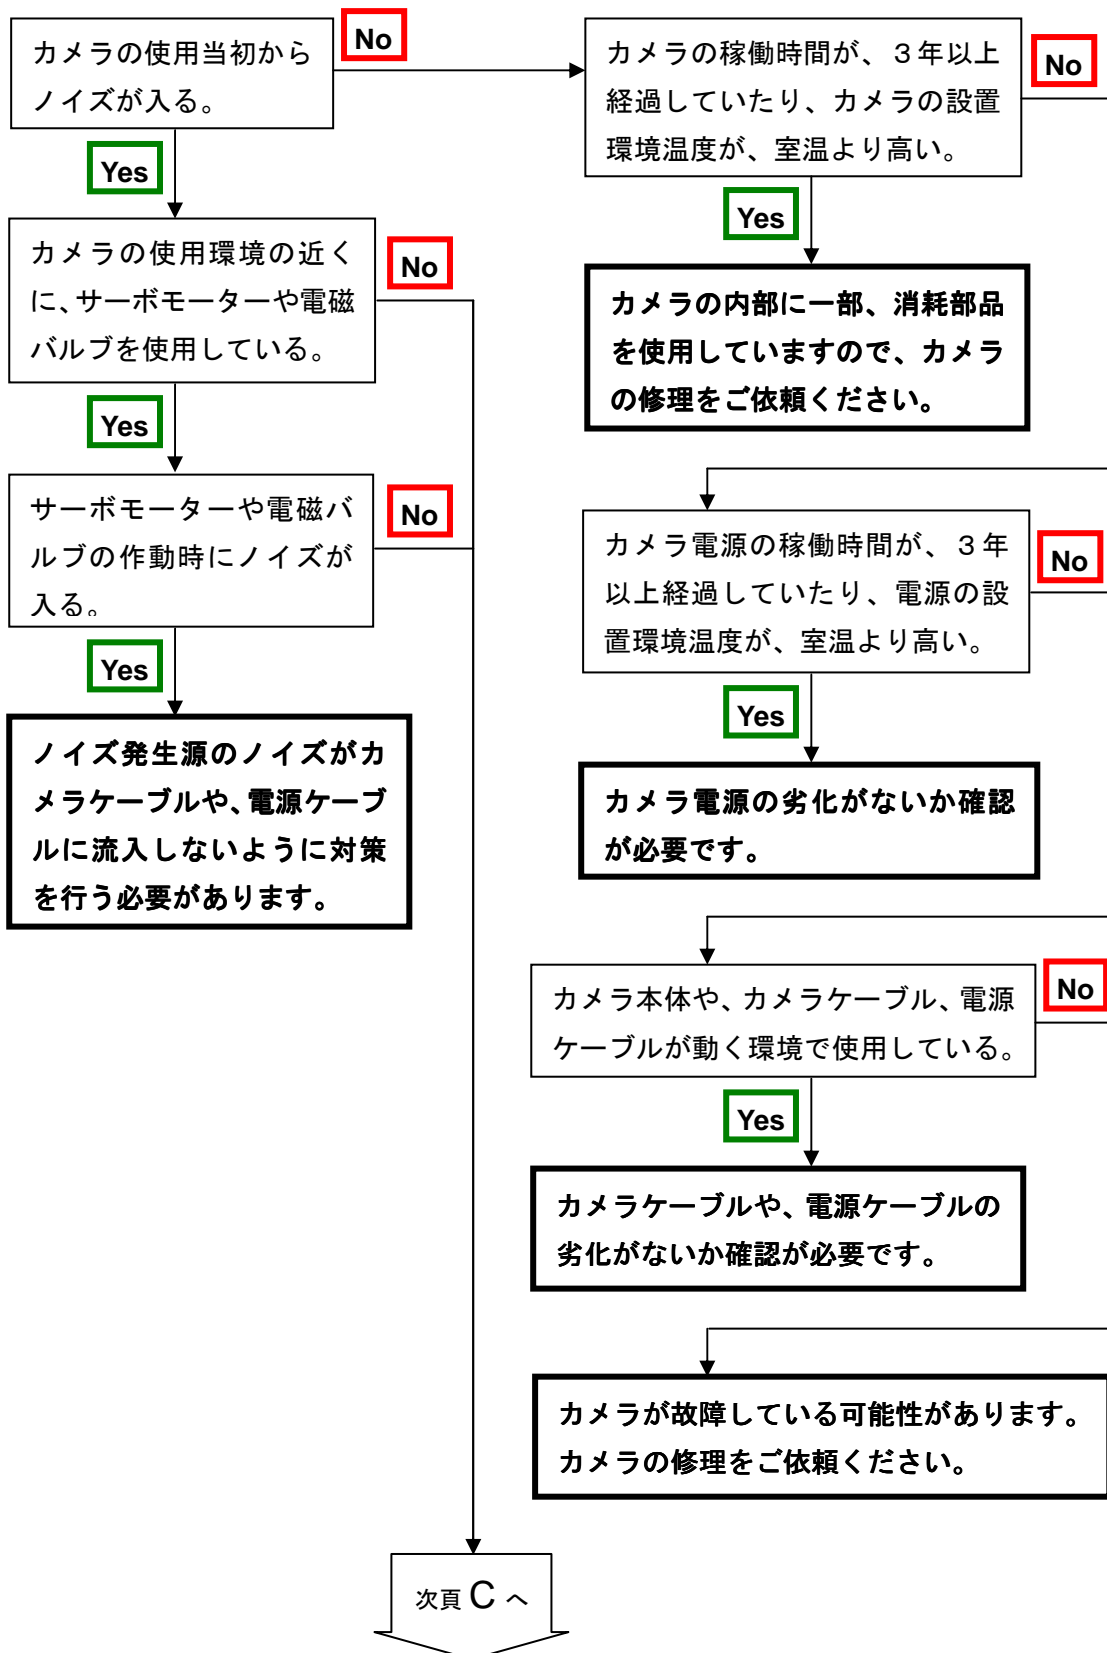 カメラの使用当初から
ノイズが入る。
No
Yes
カメラの使用環境の近く
に、サーボモーターや電磁
バルブを使用している。
No
Yes
サーボモーターや電磁バ
ルブの作動時にノイズが
入る。
No
Yes
ノイズ発生源のノイズがカ
メラケーブルや、電源ケーブ
ルに流入しないように対策
を行う必要があります。
カメラの稼働時間が、３年以上
経過していたり、カメラの設置
環境温度が、室温より高い。
No
Yes
カメラの内部に一部、消耗部品
を使用していますので、カメラ
の修理をご依頼ください。
カメラ電源の稼働時間が、３年
以上経過していたり、電源の設
置環境温度が、室温より高い。
No
Yes
カメラ電源の劣化がないか確認
が必要です。
カメラ本体や、カメラケーブル、電源
ケーブルが動く環境で使用している。
No
Yes
カメラケーブルや、電源ケーブルの
劣化がないか確認が必要です。
カメラが故障している可能性があります。
カメラの修理をご依頼ください。
次頁 C へ